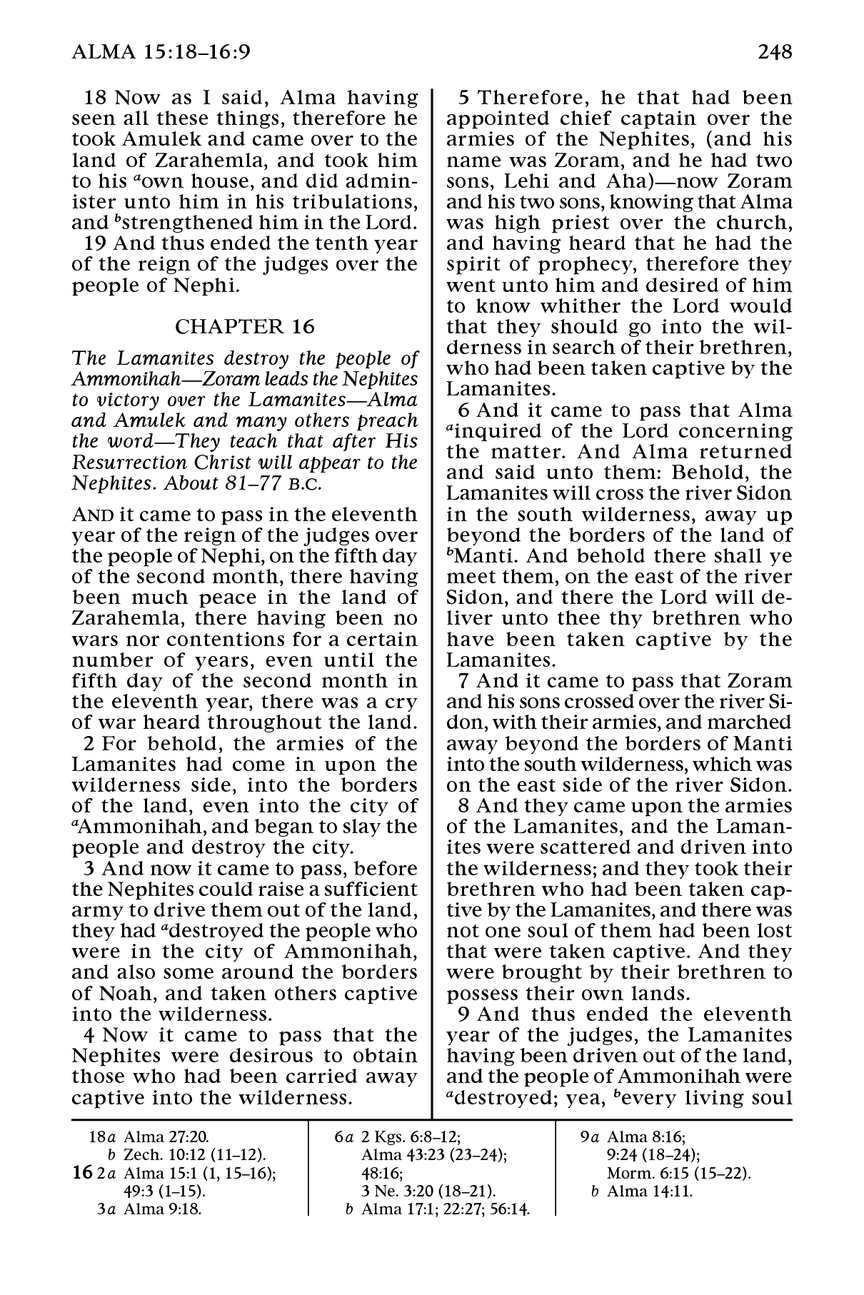 ALMA 15:18–16:9 248
18 Now as I said, Alma having
seen all these things, therefore he
took Amulek and came over to the
land of Zarahemla, and took him
to his aown house, and did admin-
ister unto him in his tribulations,
and bstrengthened him in the Lord.
19 And thus ended the tenth year
of the reign of the judges over the
people of Nephi.
CHAPTER 16
The Lamanites destroy the people of
Ammonihah—Zoram leads the Nephites
to victory over the Lamanites—Alma
and Amulek and many others preach
the word—They teach that after His
Resurrection Christ will appear to the
Nephites. About 81–77 B.C.
AND it came to pass in the eleventh
year of the reign of the judges over
the people of Nephi, on the fifth day
of the second month, there having
been much peace in the land of
Zarahemla, there having been no
wars nor contentions for a certain
number of years, even until the
fifth day of the second month in
the eleventh year, there was a cry
of war heard throughout the land.
2 For behold, the armies of the
Lamanites had come in upon the
wilderness side, into the borders
of the land, even into the city of
aAmmonihah, and began to slay the
people and destroy the city.
3 And now it came to pass, before
the Nephites could raise a sufficient
army to drive them out of the land,
they had adestroyed the people who
were in the city of Ammonihah,
and also some around the borders
of Noah, and taken others captive
into the wilderness.
4 Now it came to pass that the
Nephites were desirous to obtain
those who had been carried away
captive into the wilderness.
5 Therefore, he that had been
appointed chief captain over the
armies of the Nephites, (and his
name was Zoram, and he had two
sons, Lehi and Aha)—now Zoram
and his two sons, knowing that Alma
was high priest over the church,
and having heard that he had the
spirit of prophecy, therefore they
went unto him and desired of him
to know whither the Lord would
that they should go into the wil-
derness in search of their brethren,
who had been taken captive by the
Lamanites.
6 And it came to pass that Alma
ainquired of the Lord concerning
the matter. And Alma returned
and said unto them: Behold, the
Lamanites will cross the river Sidon
in the south wilderness, away up
beyond the borders of the land of
bManti. And behold there shall ye
meet them, on the east of the river
Sidon, and there the Lord will de-
liver unto thee thy brethren who
have been taken captive by the
Lamanites.
7 And it came to pass that Zoram
and his sons crossed over the river Si-
don, with their armies, and marched
away beyond the borders of Manti
into the south wilderness, which was
on the east side of the river Sidon.
8 And they came upon the armies
of the Lamanites, and the Laman-
ites were scattered and driven into
the wilderness; and they took their
brethren who had been taken cap-
tive by the Lamanites, and there was
not one soul of them had been lost
that were taken captive. And they
were brought by their brethren to
possess their own lands.
9 And thus ended the eleventh
year of the judges, the Lamanites
having been driven out of the land,
and the people of Ammonihah were
adestroyed; yea, bevery living soul
18a Alma 27:20.
b Zech. 10:12 (11–12).
16 2a Alma 15:1 (1, 15–16);
49:3 (1–15).
3a Alma 9:18.
6a 2 Kgs. 6:8–12;
Alma 43:23 (23–24);
48:16;
3 Ne. 3:20 (18–21).
b Alma 17:1; 22:27; 56:14.
9a Alma 8:16;
9:24 (18–24);
Morm. 6:15 (15–22).
b Alma 14:11.